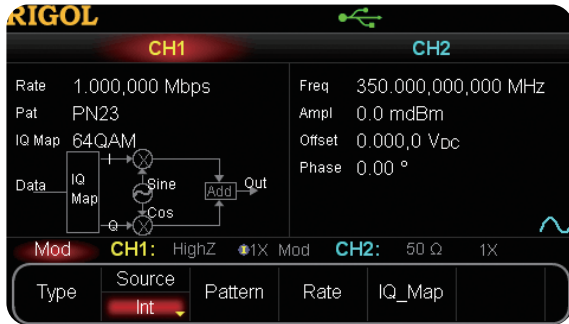 RIGOL
CH1
CH2
Rate 1.000,000 Mbps
Pat PN23
IQ Map 64QAM
I
Data
IQ Map
Sine
Cos
Add
Out
Q
Freq 350.000,000,000 MHz
Ampl 0.0 mdBm
Offset 0.000,0 VDC
Phase 0.00 °
Mod CH1: HighZ 1X Mod CH2: 50 Ω 1X
Type
Source
Int
Pattern
Rate
IQ_Map